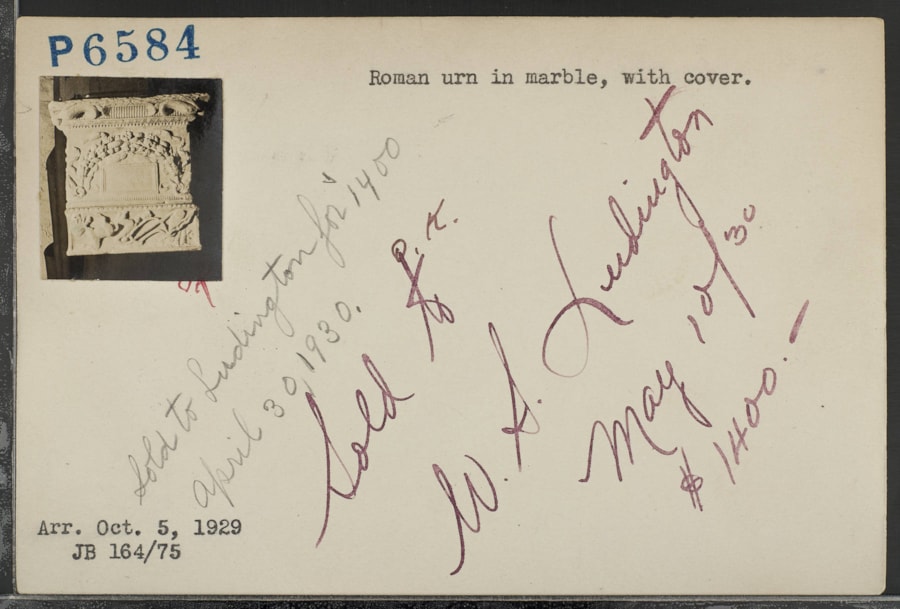 P6584
Roman urn in marble, with cover.
Sold to Ludington for 1400
April 30, 1930.
Sold to
W. S. Ludington
May 10/30
$1400.-
Arr. Oct. 5, 1929
JB 164/75